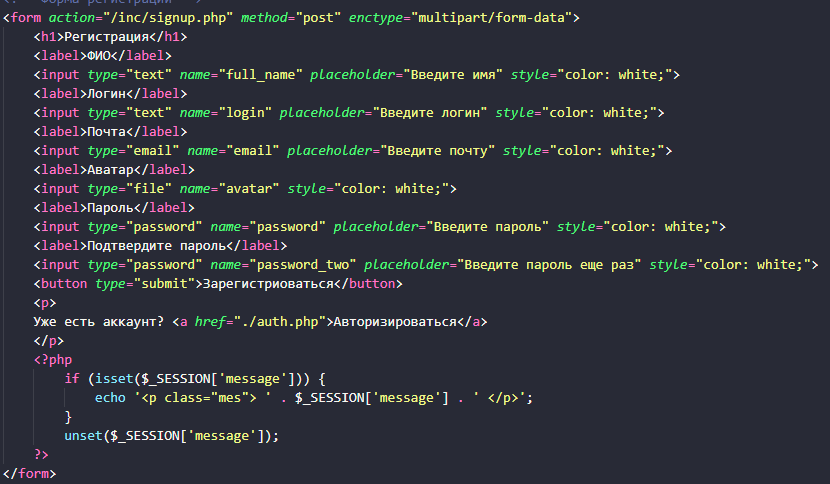 <form action="/inc/signup.php" method="post" enctype="multipart/form-data">
<h1>Регистрация</h1>
<label>ФИО</label>
<input type="text" name="full_name" placeholder="Введите имя" style="color: white;">
<label>Логин</label>
<input type="text" name="login" placeholder="Введите логин" style="color: white;">
<label>Почта</label>
<input type="email" name="email" placeholder="Введите почту" style="color: white;">
<label>Аватар</label>
<input type="file" name="avatar" style="color: white;">
<label>Пароль</label>
<input type="password" name="password" placeholder="Введите пароль" style="color: white;">
<label>Подтвердите пароль</label>
<input type="password" name="password_two" placeholder="Введите пароль еще раз" style="color: white;">
<button type="submit">Зарегистриоваться</button>
<p>
Уже есть аккаунт? <a href="./auth.php">Авторизироваться</a>
</p>
<?php
if (isset($_SESSION['message'])) {
echo '<p class="mes"> ' . $_SESSION['message'] . ' </p>';
}
unset($_SESSION['message']);
?>
</form>